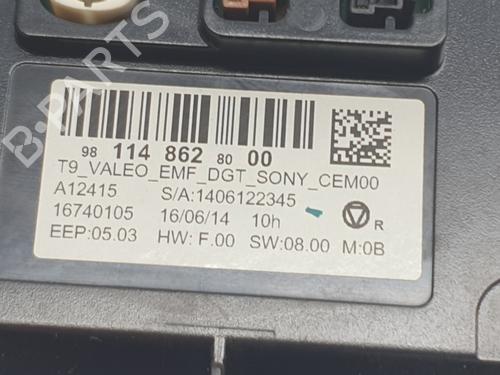 B-PARTS
98 114 862 80 00
T9_VALEO_EMF_DGT_SONY_CEM00
A12415 S/A:1406122345
16740105 16/06/14 10h R
EEP:05.03 HW: F.00 SW:08.00 M:0B